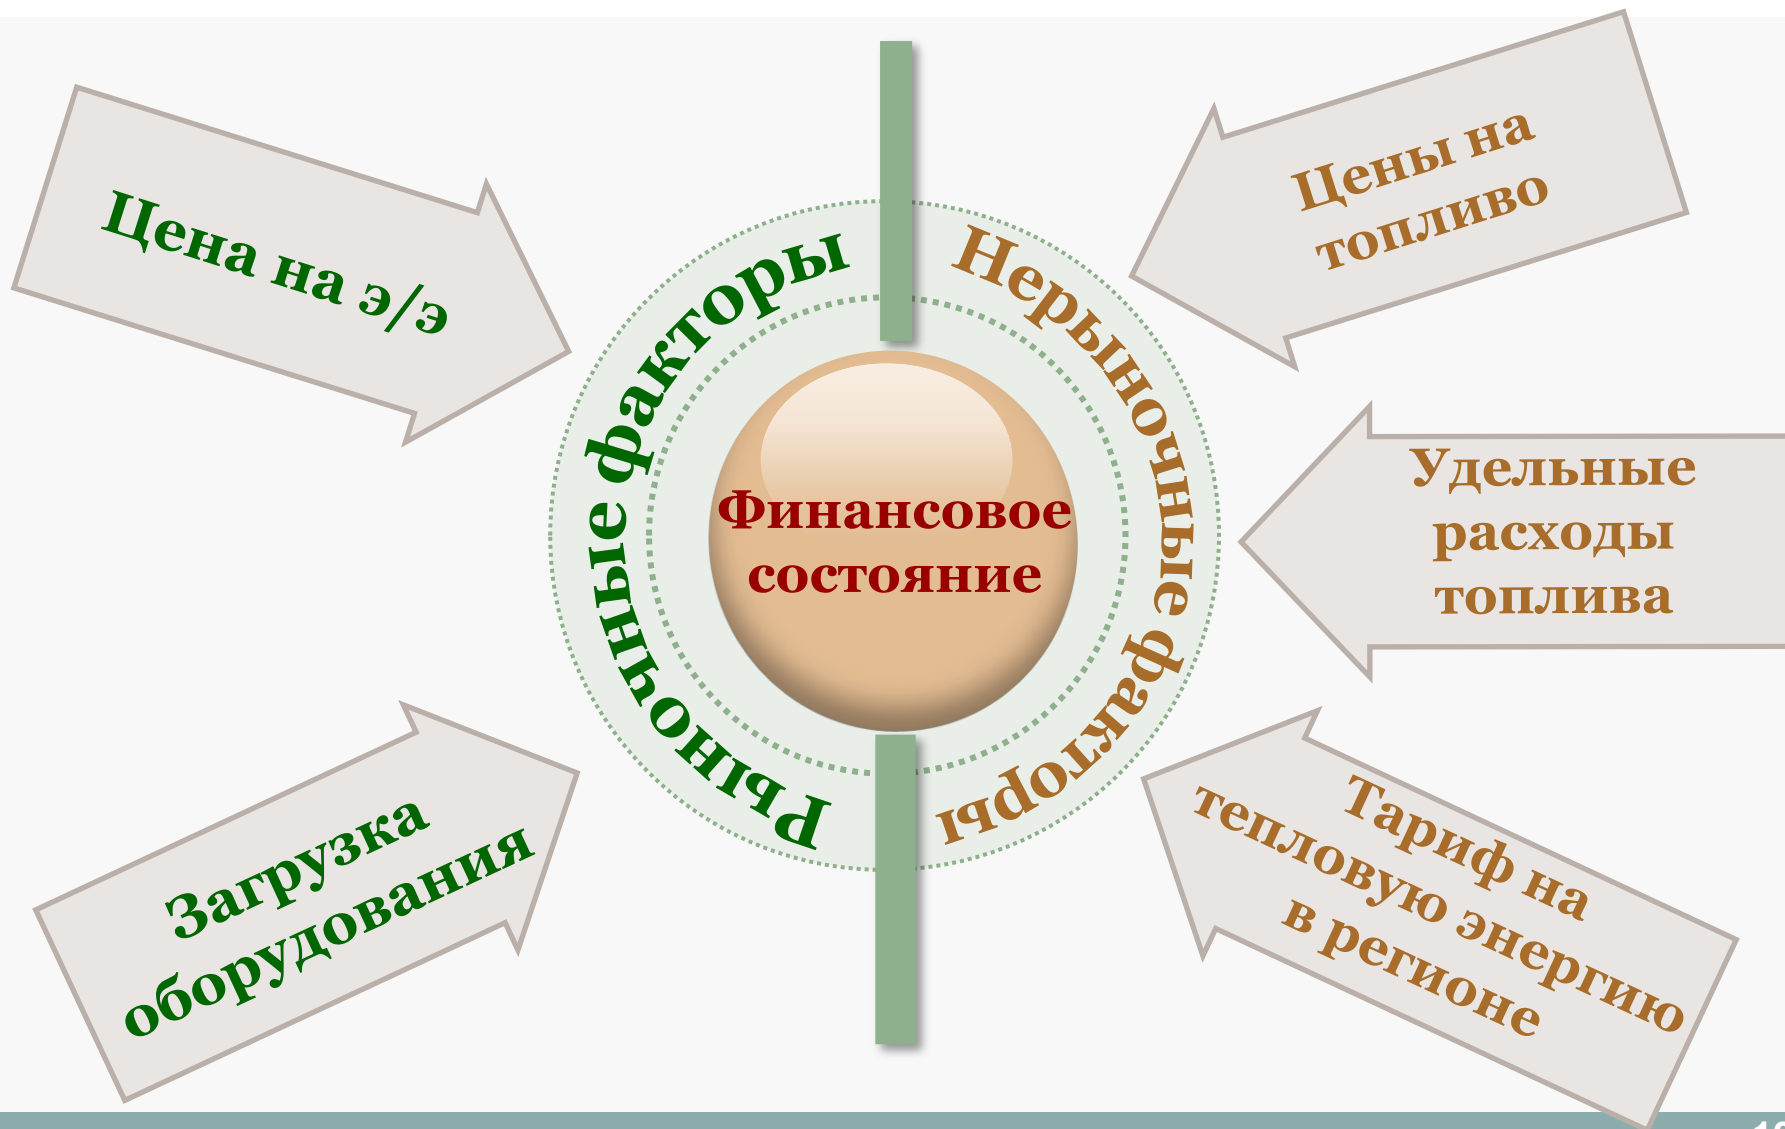 Цена на э/э
Загрузка
оборудования
Рыночные факторы
Финансовое
состояние
Нерыночные факторы
Цены на
топливо
Удельные
расходы
топлива
Тариф на
тепловую энергию
в регионе